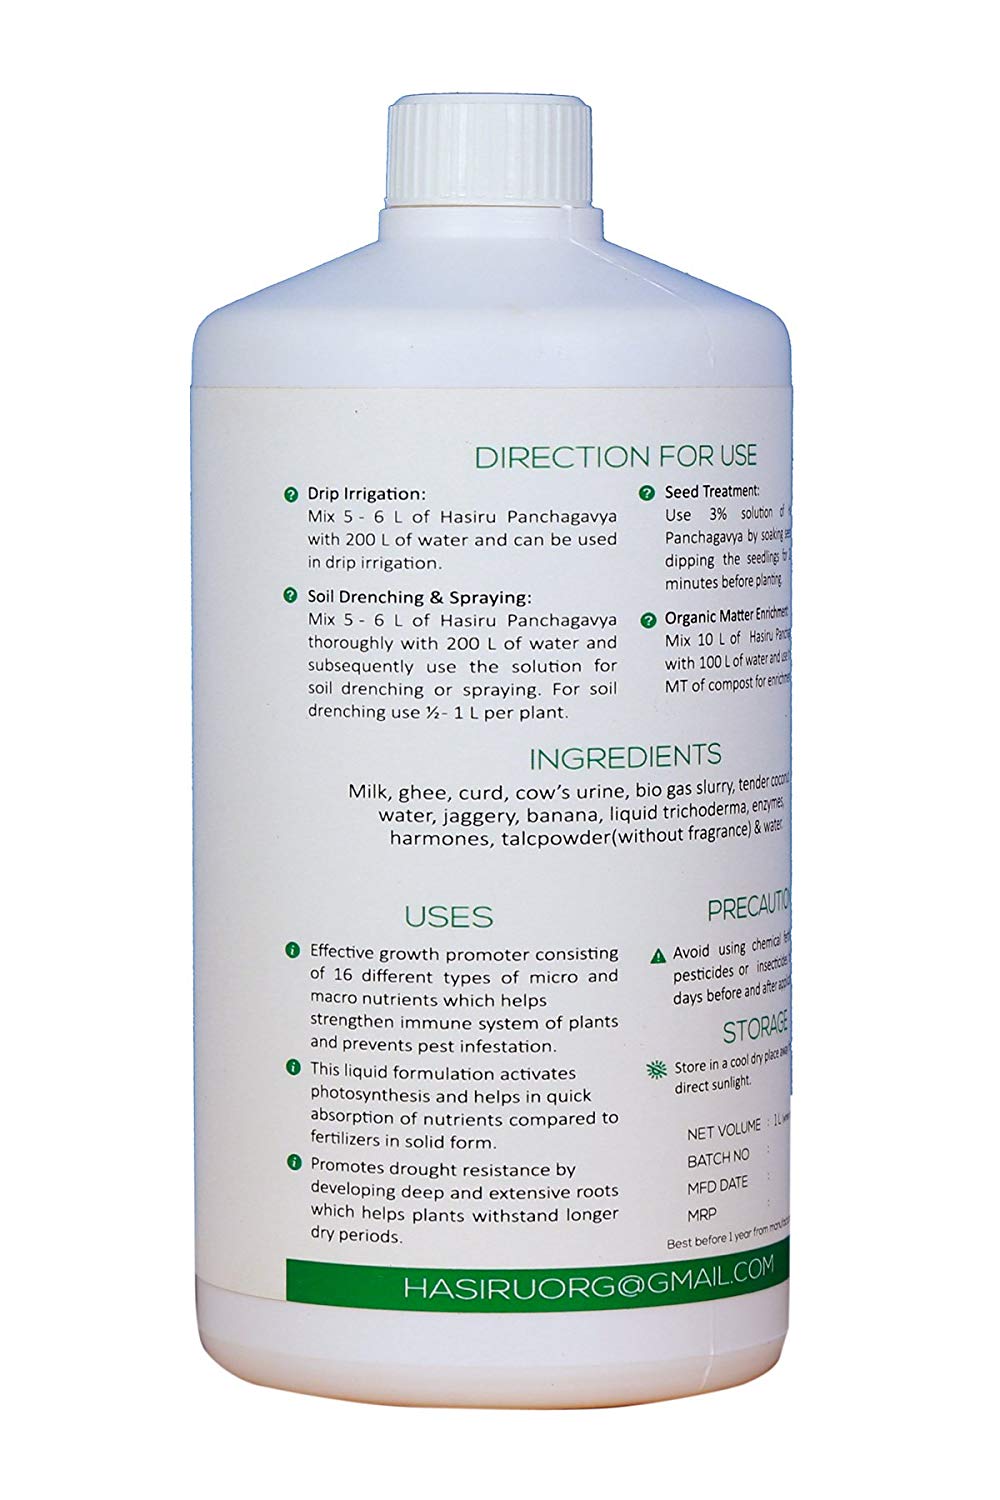 DIRECTION FOR USE
Drip Irrigation:
Mix 5 - 6 L of Hasiru Panchagavya
with 200 L of water and can be used
in drip irrigation.
Soil Drenching & Spraying:
Mix 5 - 6 L of Hasiru Panchagavya
thoroughly with 200 L of water and
subsequently use the solution for
soil drenching or spraying. For soil
drenching use ½- 1 L per plant.
Seed Treatment:
Use 3% solution of
Panchagavya by soaking
dipping the seedlings for
minutes before planting.
Organic Matter Enrichment
Mix 10 L of Hasiru
with 100 L of water and
MT of compost for
INGREDIENTS
Milk, ghee, curd, cow's urine, bio gas slurry, tender coconut
water, jaggery, banana, liquid trichoderma, enzymes,
harmones, talcpowder(without fragrance) & water.
USES
Effective growth promoter consisting
of 16 different types of micro and
macro nutrients which helps
strengthen immune system of plants
and prevents pest infestation.
This liquid formulation activates
photosynthesis and helps in quick
absorption of nutrients compared to
fertilizers in solid form.
Promotes drought resistance by
developing deep and extensive roots
which helps plants withstand longer
dry periods.
PRECAUTIO
Avoid using chemical
pesticides or insecticides
days before and after
STORAGE
Store in a cool dry place
direct sunlight.
NET VOLUME : 1 L
BATCH NO :
MFD DATE :
MRP :
Best before 1 year from
HASIRUORG@GMAIL.COM